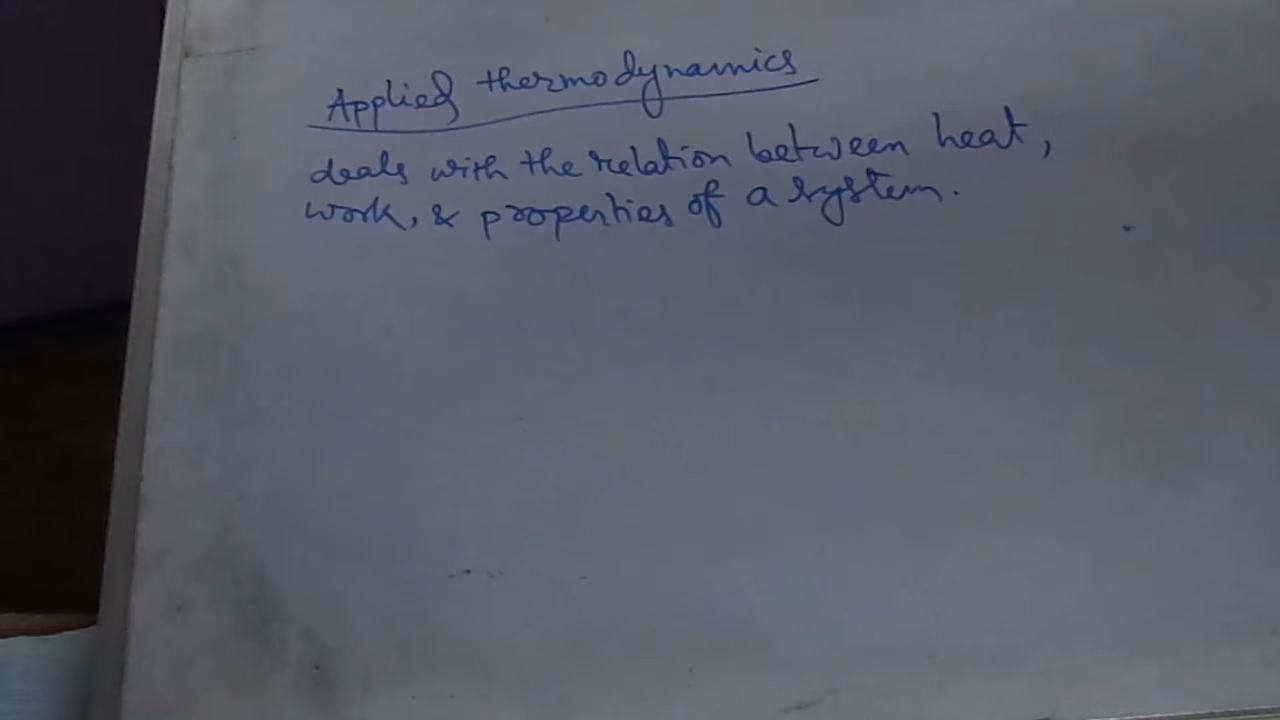 Applied thermodynamics
deals with the relation between heat,
work, & properties of a system.